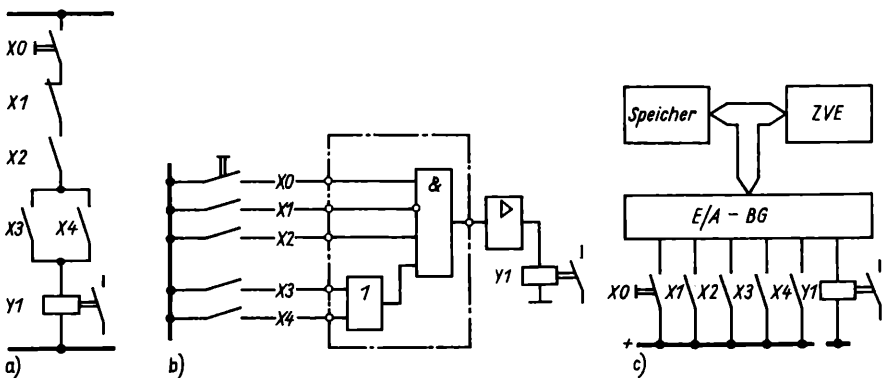 X0
X1
X2
X3 X4
Y1
a)
X0
X1
X2
X3
X4
&
1
Y1
b)
Speicher
ZVE
E/A - BG
X0 X1 X2 X3 X4 Y1
+
c)